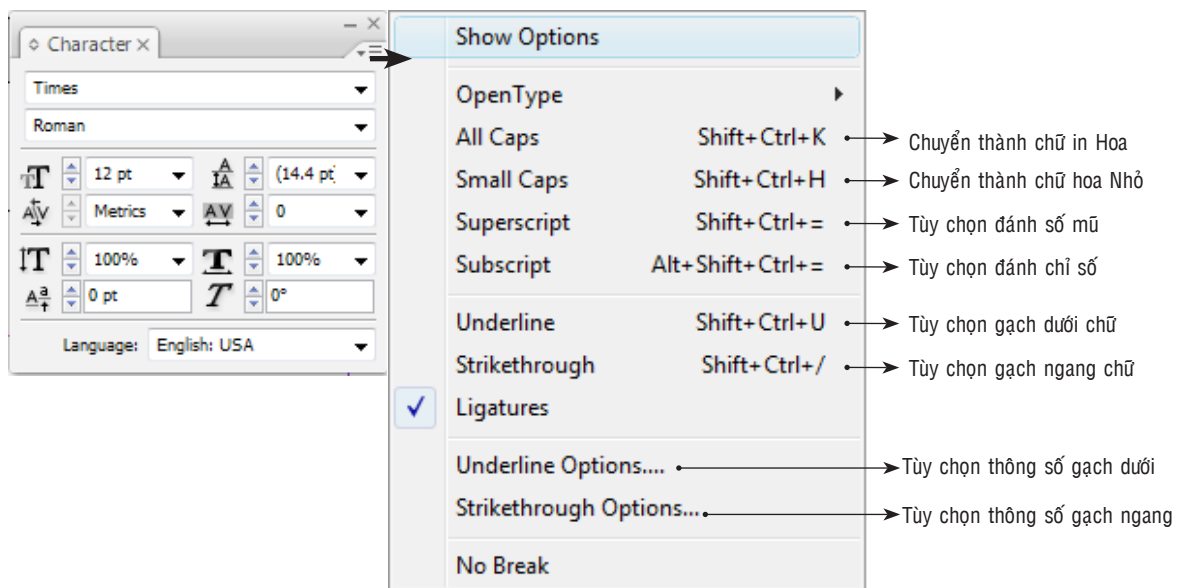 Character
Times
Roman
12 pt (14.4 pt)
Metrics 0
100% 100%
0 pt 0°
Language: English: USA
Show Options
OpenType
All Caps Shift+Ctrl+K Chuyển thành chữ in Hoa
Small Caps Shift+Ctrl+H Chuyển thành chữ hoa Nhỏ
Superscript Shift+Ctrl+= Tùy chọn đánh số mũ
Subscript Alt+Shift+Ctrl+= Tùy chọn đánh chỉ số
Underline Shift+Ctrl+U Tùy chọn gạch dưới chữ
Strikethrough Shift+Ctrl+/ Tùy chọn gạch ngang chữ
Ligatures
Underline Options.... Tùy chọn thông số gạch dưới
Strikethrough Options... Tùy chọn thông số gạch ngang
No Break